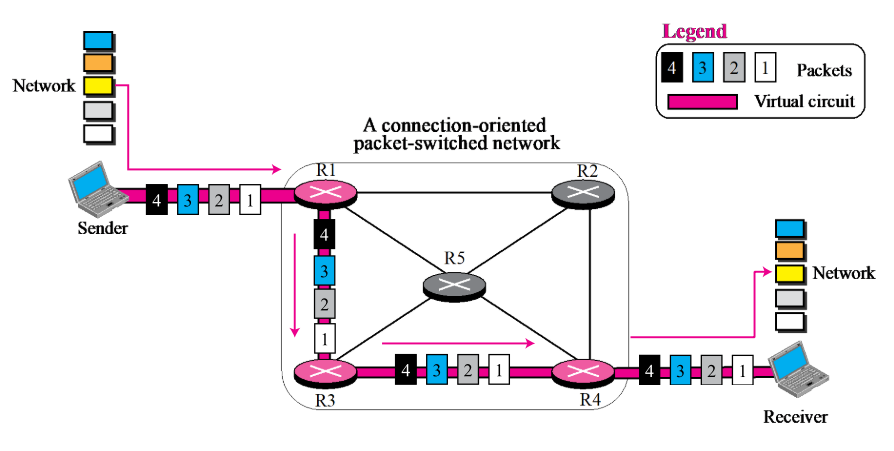 Legend
4 3 2 1 Packets
Virtual circuit
Network
A connection-oriented
packet-switched network
R1
R2
4 3 2 1
Sender
4
3
2
1
R5
Network
R3
4 3 2 1
R4
4 3 2 1
Receiver